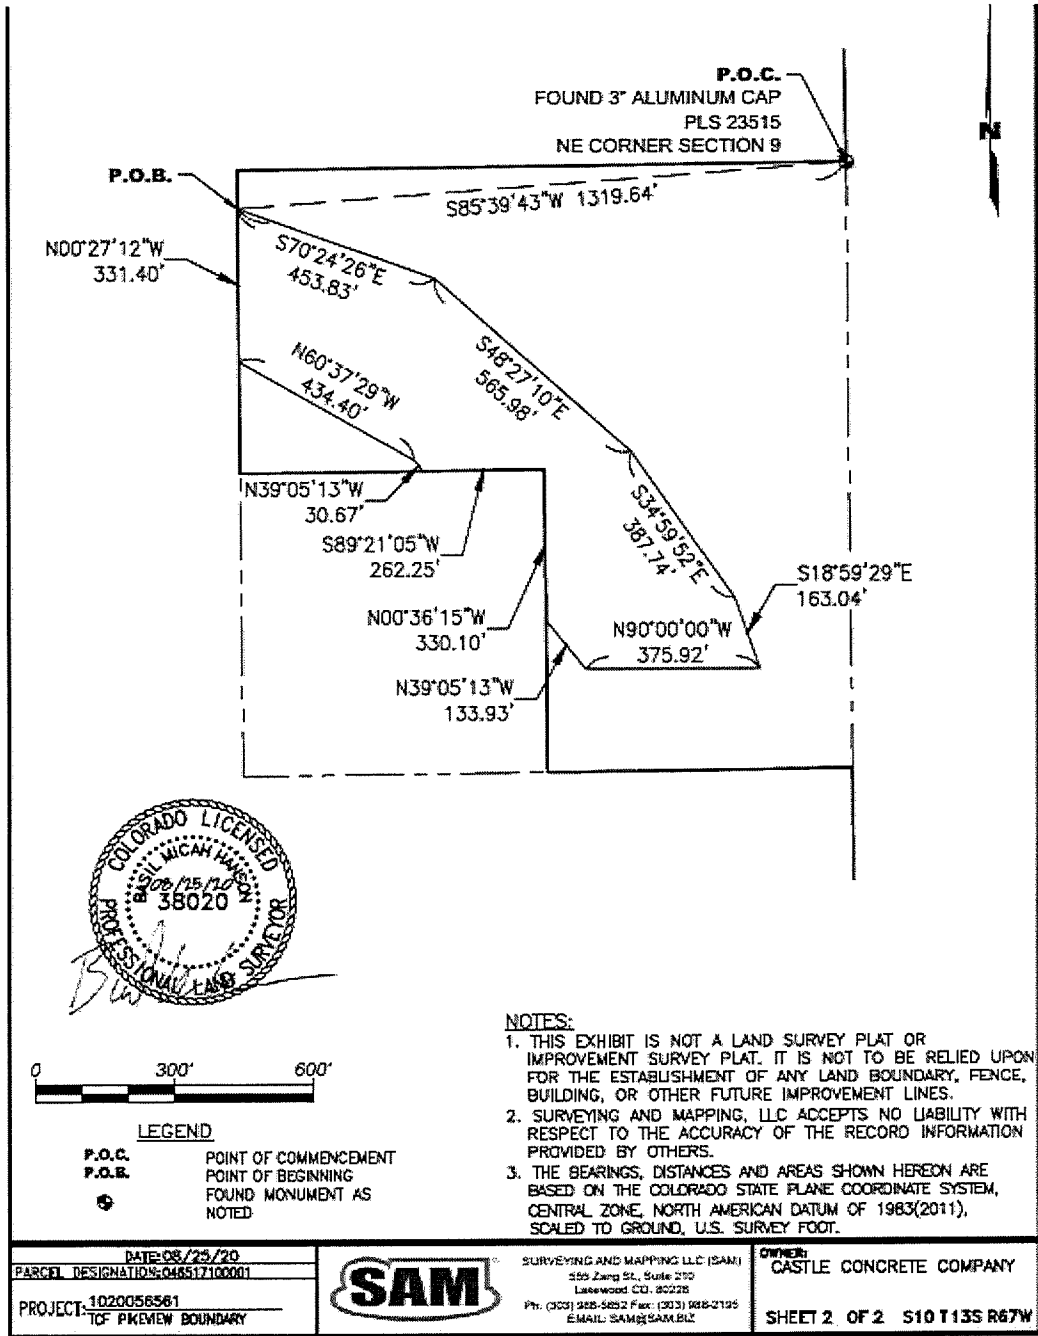 P.O.C.
FOUND 3" ALUMINUM CAP
PLS 23515
NE CORNER SECTION 9
N
P.O.B.
S85°39'43"W 1319.64'
N00°27'12"W
331.40'
S70°24'26"E
453.83'
N60°37'29"W
434.40'
S48°27'10"E
565.98'
N39°05'13"W
30.67'
S89°21'05"W
262.25'
S34°59'52"E
387.74'
S18°59'29"E
163.04'
N00°36'15"W
330.10'
N90°00'00"W
375.92'
N39°05'13"W
133.93'
COLORADO LICENSED
BASIL MICAH HANSON
08/25/20
38020
PROFESSIONAL LAND SURVEYOR
0 300' 600'
LEGEND
P.O.C. POINT OF COMMENCEMENT
P.O.B. POINT OF BEGINNING
FOUND MONUMENT AS
NOTED
NOTES:
1. THIS EXHIBIT IS NOT A LAND SURVEY PLAT OR
IMPROVEMENT SURVEY PLAT. IT IS NOT TO BE RELIED UPON
FOR THE ESTABLISHMENT OF ANY LAND BOUNDARY, FENCE,
BUILDING, OR OTHER FUTURE IMPROVEMENT LINES.
2. SURVEYING AND MAPPING, LLC ACCEPTS NO LIABILITY WITH
RESPECT TO THE ACCURACY OF THE RECORD INFORMATION
PROVIDED BY OTHERS.
3. THE BEARINGS, DISTANCES AND AREAS SHOWN HEREON ARE
BASED ON THE COLORADO STATE PLANE COORDINATE SYSTEM,
CENTRAL ZONE, NORTH AMERICAN DATUM OF 1983(2011),
SCALED TO GROUND, U.S. SURVEY FOOT.
DATE: 08/25/20
PARCEL DESIGNATION:
PROJECT: 1020056561
TCF PIKEVIEW BOUNDARY
SAM
SURVEYING AND MAPPING LLC (SAM)
555 Zang St., Suite 210
Lakewood CO. 80228
EMAIL: SAM@SAM.BIZ
OWNER:
CASTLE CONCRETE COMPANY
SHEET 2 OF 2 S10 T13S R67W